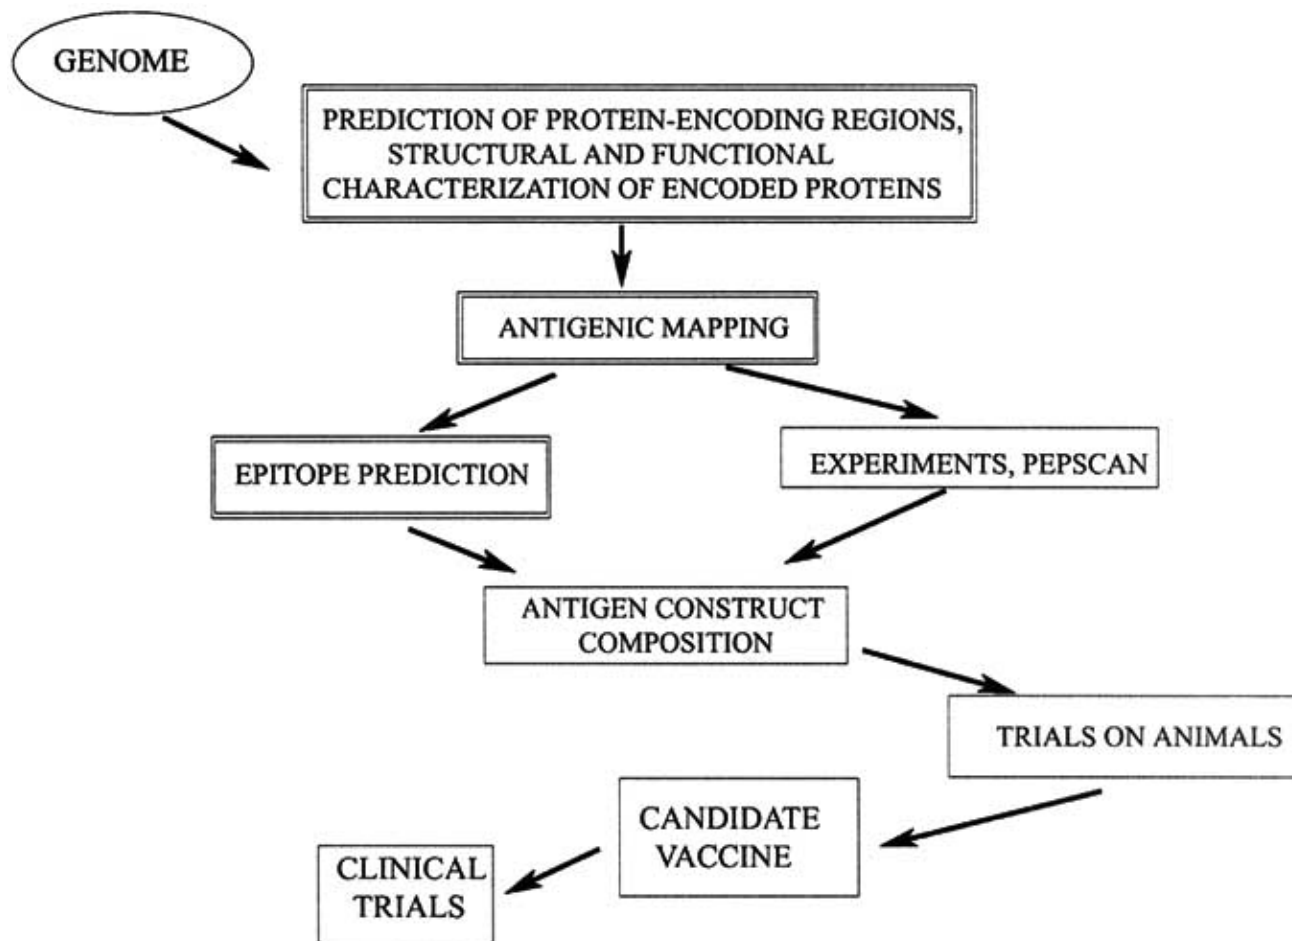 GENOME
PREDICTION OF PROTEIN-ENCODING REGIONS,
STRUCTURAL AND FUNCTIONAL
CHARACTERIZATION OF ENCODED PROTEINS
ANTIGENIC MAPPING
EPITOPE PREDICTION
EXPERIMENTS, PEPSCAN
ANTIGEN CONSTRUCT
COMPOSITION
TRIALS ON ANIMALS
CANDIDATE
VACCINE
CLINICAL
TRIALS